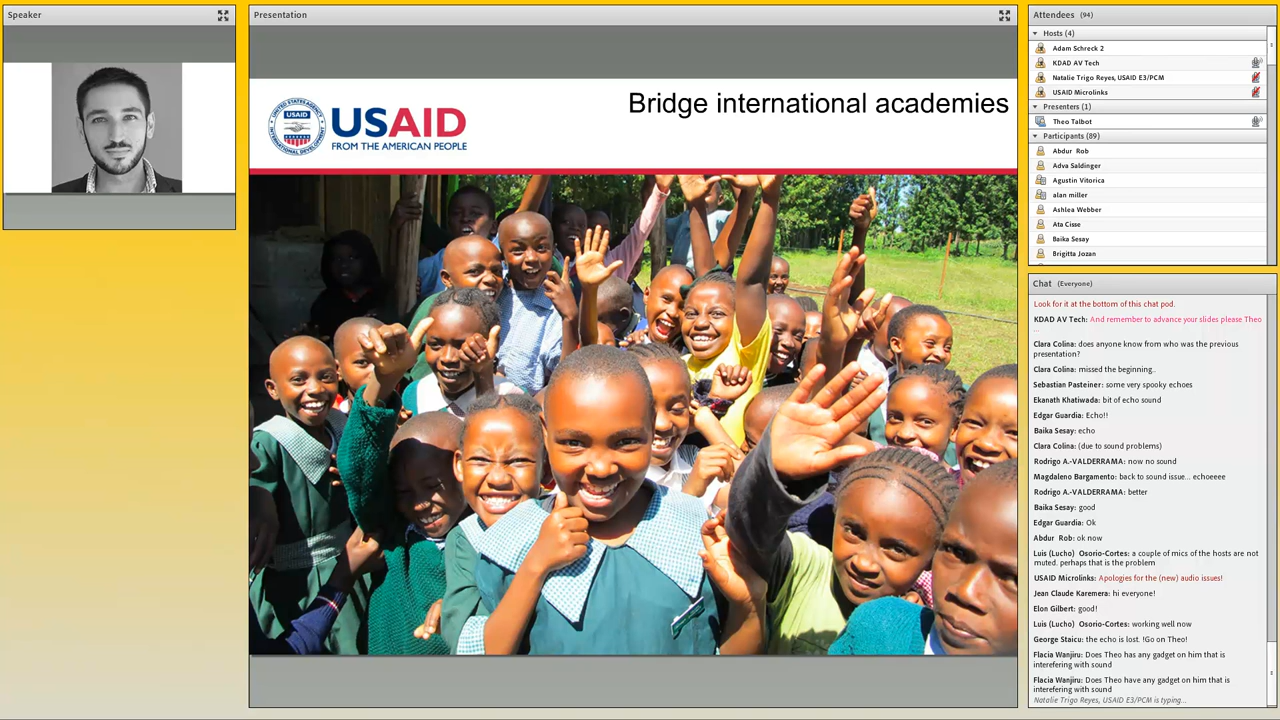 Speaker
Presentation
USAID
UNITED STATES AGENCY
INTERNATIONAL DEVELOPMENT
USAID
FROM THE AMERICAN PEOPLE
Bridge international academies
Attendees (94)
Hosts (4)
Adam Schreck 2
KDAD AV Tech
Natalie Trigo Reyes, USAID E3/PCM
USAID Microlinks
Presenters (1)
Theo Talbot
Participants (89)
Abdur Rob
Adva Saldinger
Agustin Vitorica
alan miller
Ashlea Webber
Ata Cisse
Baika Sesay
Brigitta Jozan
Chat (Everyone)
Look for it at the bottom of this chat pod.
KDAD AV Tech: And remember to advance your slides please Theo
...
Clara Colina: does anyone know from who was the previous
presentation?
Clara Colina: missed the beginning..
Sebastian Pasteiner: some very spooky echoes
Ekanath Khatiwada: bit of echo sound
Edgar Guardia: Echo!!
Baika Sesay: echo
Clara Colina: (due to sound problems)
Rodrigo A.-VALDERRAMA: now no sound
Magdaleno Bargamento: back to sound issue... echoeeee
Rodrigo A.-VALDERRAMA: better
Baika Sesay: good
Edgar Guardia: Ok
Abdur Rob: ok now
Luis (Lucho) Osorio-Cortes: a couple of mics of the hosts are not
muted. perhaps that is the problem
USAID Microlinks: Apologies for the (new) audio issues!
Jean Claude Karemera: hi everyone!
Elon Gilbert: good!
Luis (Lucho) Osorio-Cortes: working well now
George Staicu: the echo is lost. !Go on Theo!
Flacia Wanjiru: Does Theo has any gadget on him that is
interefering with sound
Flacia Wanjiru: Does Theo have any gadget on him that is
interefering with sound
Natalie Trigo Reyes, USAID E3/PCM is typing...